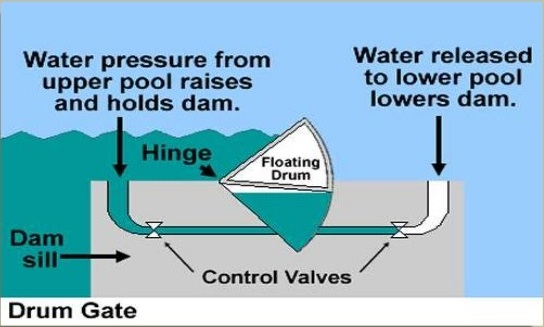 Water pressure from
upper pool raises
and holds dam.
Water released
to lower pool
lowers dam.
Hinge
Floating
Drum
Dam
sill
Control Valves
Drum Gate